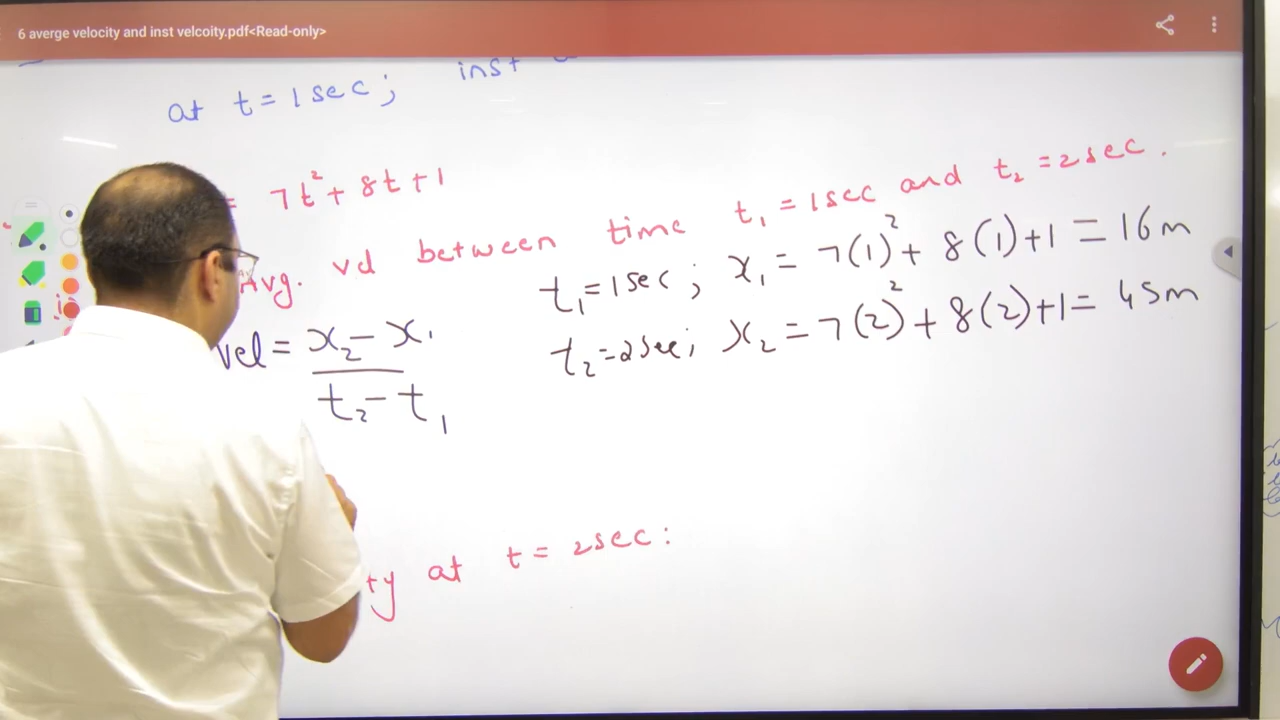 6 averge velocity and inst velcoity.pdf<Read-only>
at t = 1 sec; inst
= 7t² + 8t + 1
Avg. vel between time t₁ = 1 sec and t₂ = 2 sec.
t₁ = 1 sec; x₁ = 7(1)² + 8(1) + 1 = 16 m
vel = x₂ - x₁ / t₂ - t₁
t₂ = 2 sec; x₂ = 7(2)² + 8(2) + 1 = 45 m
ty at t = 2 sec: